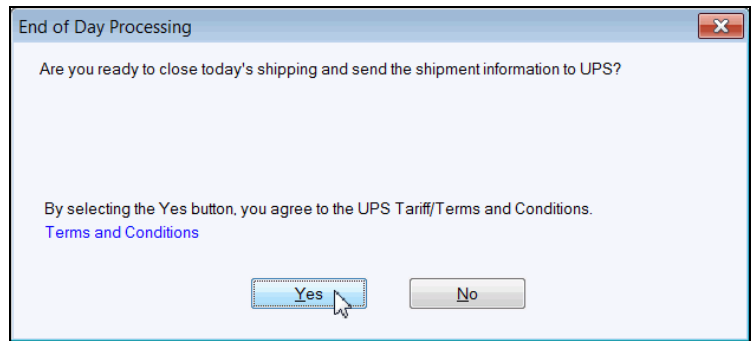 End of Day Processing
Are you ready to close today's shipping and send the shipment information to UPS?
By selecting the Yes button, you agree to the UPS Tariff/Terms and Conditions.
Terms and Conditions
Yes No